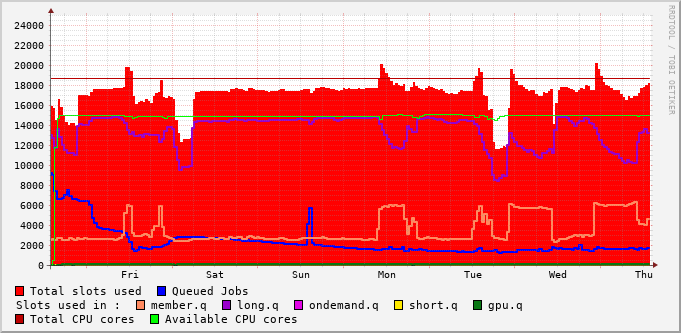 24000
22000
20000
18000
16000
14000
12000
10000
8000
6000
4000
2000
0
Fri Sat Sun Mon Tue Wed Thu
RRDTOOL / TOBI OETIKER
Total slots used Queued Jobs
Slots used in : member.q long.q ondemand.q short.q gpu.q
Total CPU cores Available CPU cores